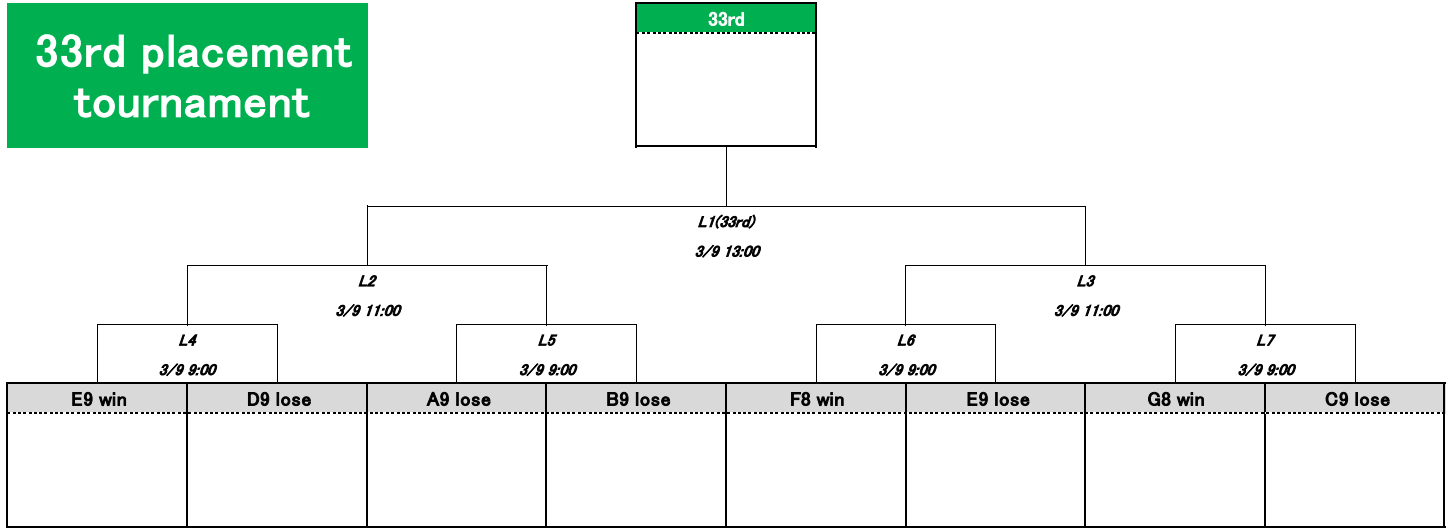 33rd placement
tournament
33rd
L1(33rd)
3/9 13:00
L2
3/9 11:00
L3
3/9 11:00
L4
3/9 9:00
L5
3/9 9:00
L6
3/9 9:00
L7
3/9 9:00
E9 win
D9 lose
A9 lose
B9 lose
F8 win
E9 lose
G8 win
C9 lose